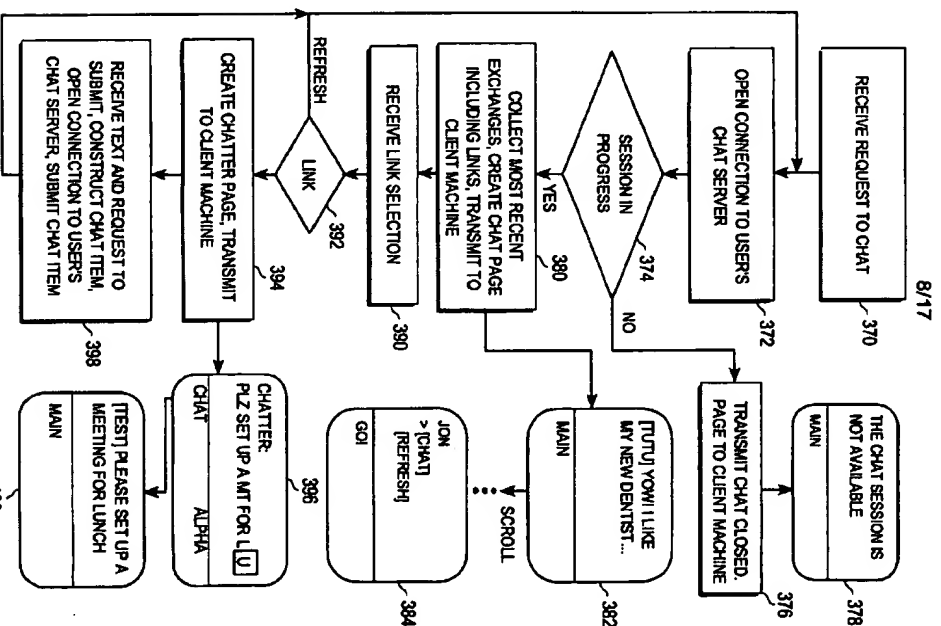 8/17
RECEIVE REQUEST TO CHAT
370
OPEN CONNECTION TO USER'S
CHAT SERVER
372
SESSION IN
PROGRESS
374
NO
YES
TRANSMIT CHAT CLOSED.
PAGE TO CLIENT MACHINE
376
THE CHAT SESSION IS
NOT AVAILABLE
MAIN
378
COLLECT MOST RECENT
EXCHANGES, CREATE CHAT PAGE
INCLUDING LINKS, TRANSMIT TO
CLIENT MACHINE
380
[TUTU] YOW! I LIKE
MY NEW DENTIST...
MAIN
382
SCROLL
RECEIVE LINK SELECTION
390
JON
> [CHAT]
[REFRESH]
GO!
384
LINK
392
REFRESH
CREATE CHATTER PAGE, TRANSMIT
TO CLIENT MACHINE
394
CHATTER:
PLZ SET UP A MT FOR LU
CHAT ALPHA
396
RECEIVE TEXT AND REQUEST TO
SUBMIT, CONSTRUCT CHAT ITEM,
OPEN CONNECTION TO USER'S
CHAT SERVER, SUBMIT CHAT ITEM
398
[TEST] PLEASE SET UP A
MEETING FOR LUNCH
MAIN